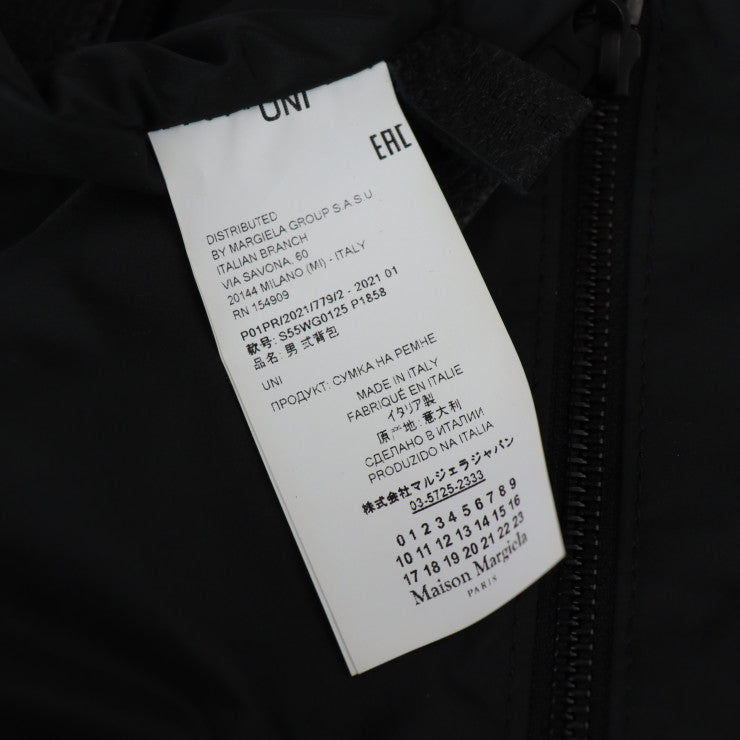 UNI
EAC
DISTRIBUTED
BY MARGIELA GROUP S.A.S.U
ITALIAN BRANCH
VIA SAVONA, 60
20144 MILANO (MI) - ITALY
RN 154909
P01PR/2021/779/2 - 2021 01
款号: S55WG0125 P1858
品名: 男式背包
UNI
ПРОДУКТ: СУМКА НА РЕМНЕ
MADE IN ITALY
FABRIQUÉ EN ITALIE
イタリア製
原产地: 意大利
СДЕЛАНО В ИТАЛИИ
PRODUZIDO NA ITALIA
株式会社マルジェラジャパン
03-5725-2333
0 1 2 3 4 5 6 7 8 9
10 11 12 13 14 15 16
17 18 19 20 21 22 23
Maison Margiela
PARIS